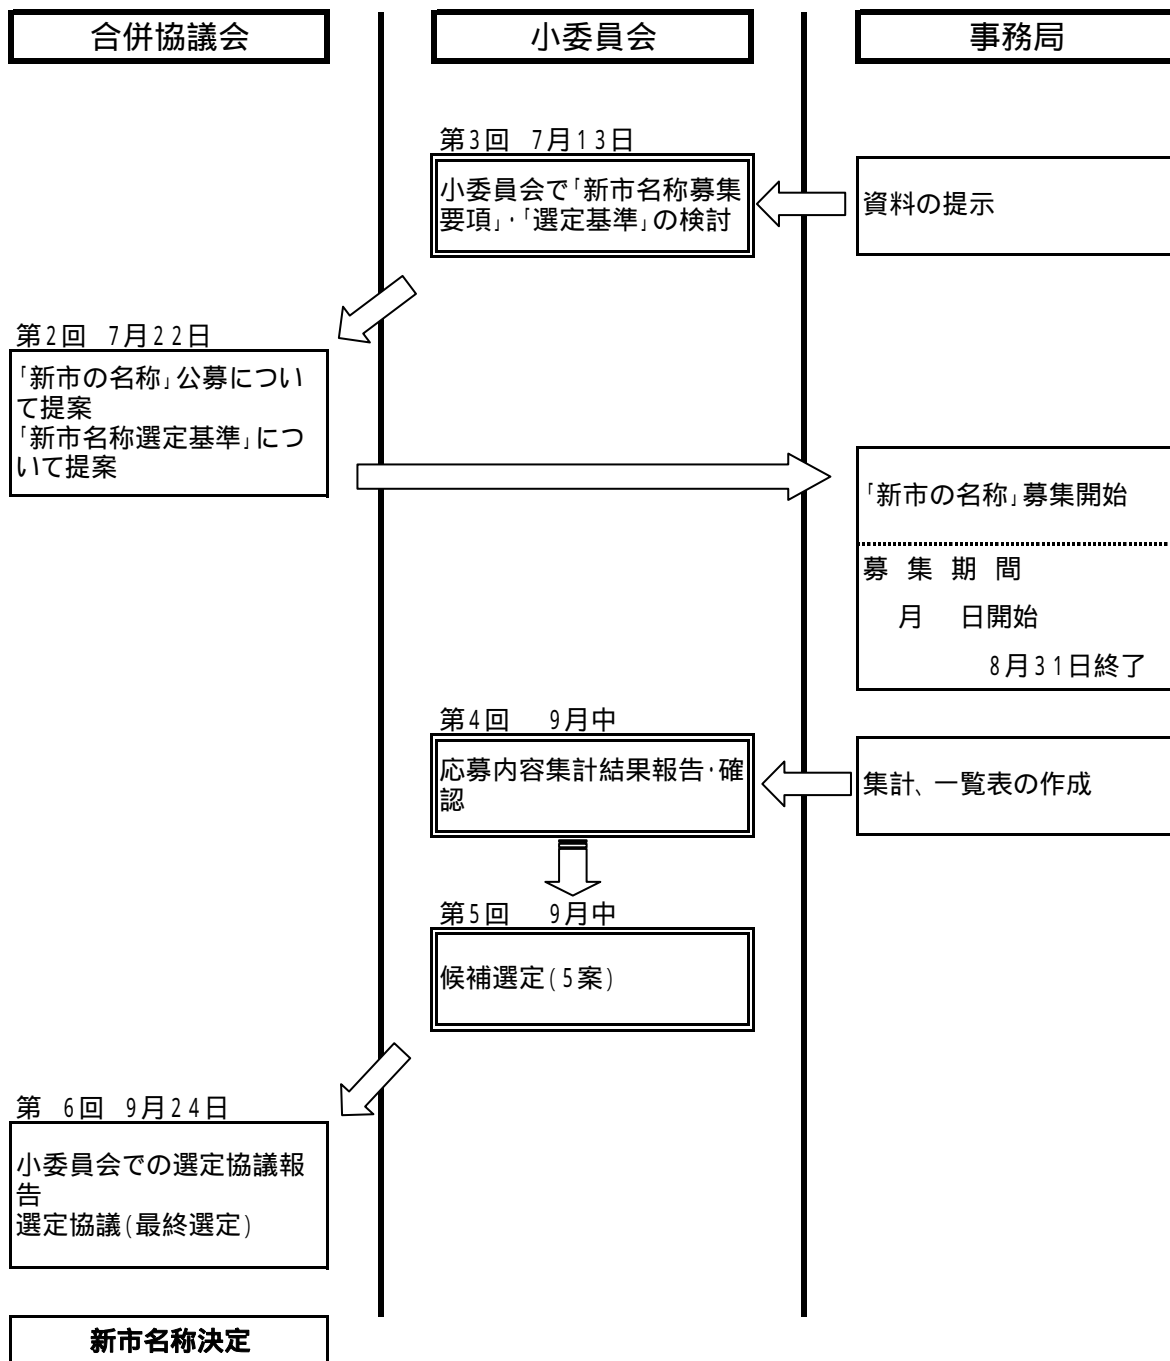 合併協議会
小委員会
事務局
第3回 7月13日
小委員会で「新市名称募集
要項」・「選定基準」の検討
資料の提示
第2回 7月22日
「新市の名称」公募につい
て提案
「新市名称選定基準」につ
いて提案
「新市の名称」募集開始
募 集 期 間
月 日開始
8月31日終了
第4回 9月中
応募内容集計結果報告・確
認
集計、一覧表の作成
第5回 9月中
候補選定(5案)
第 6回 9月24日
小委員会での選定協議報
告
選定協議(最終選定)
新市名称決定